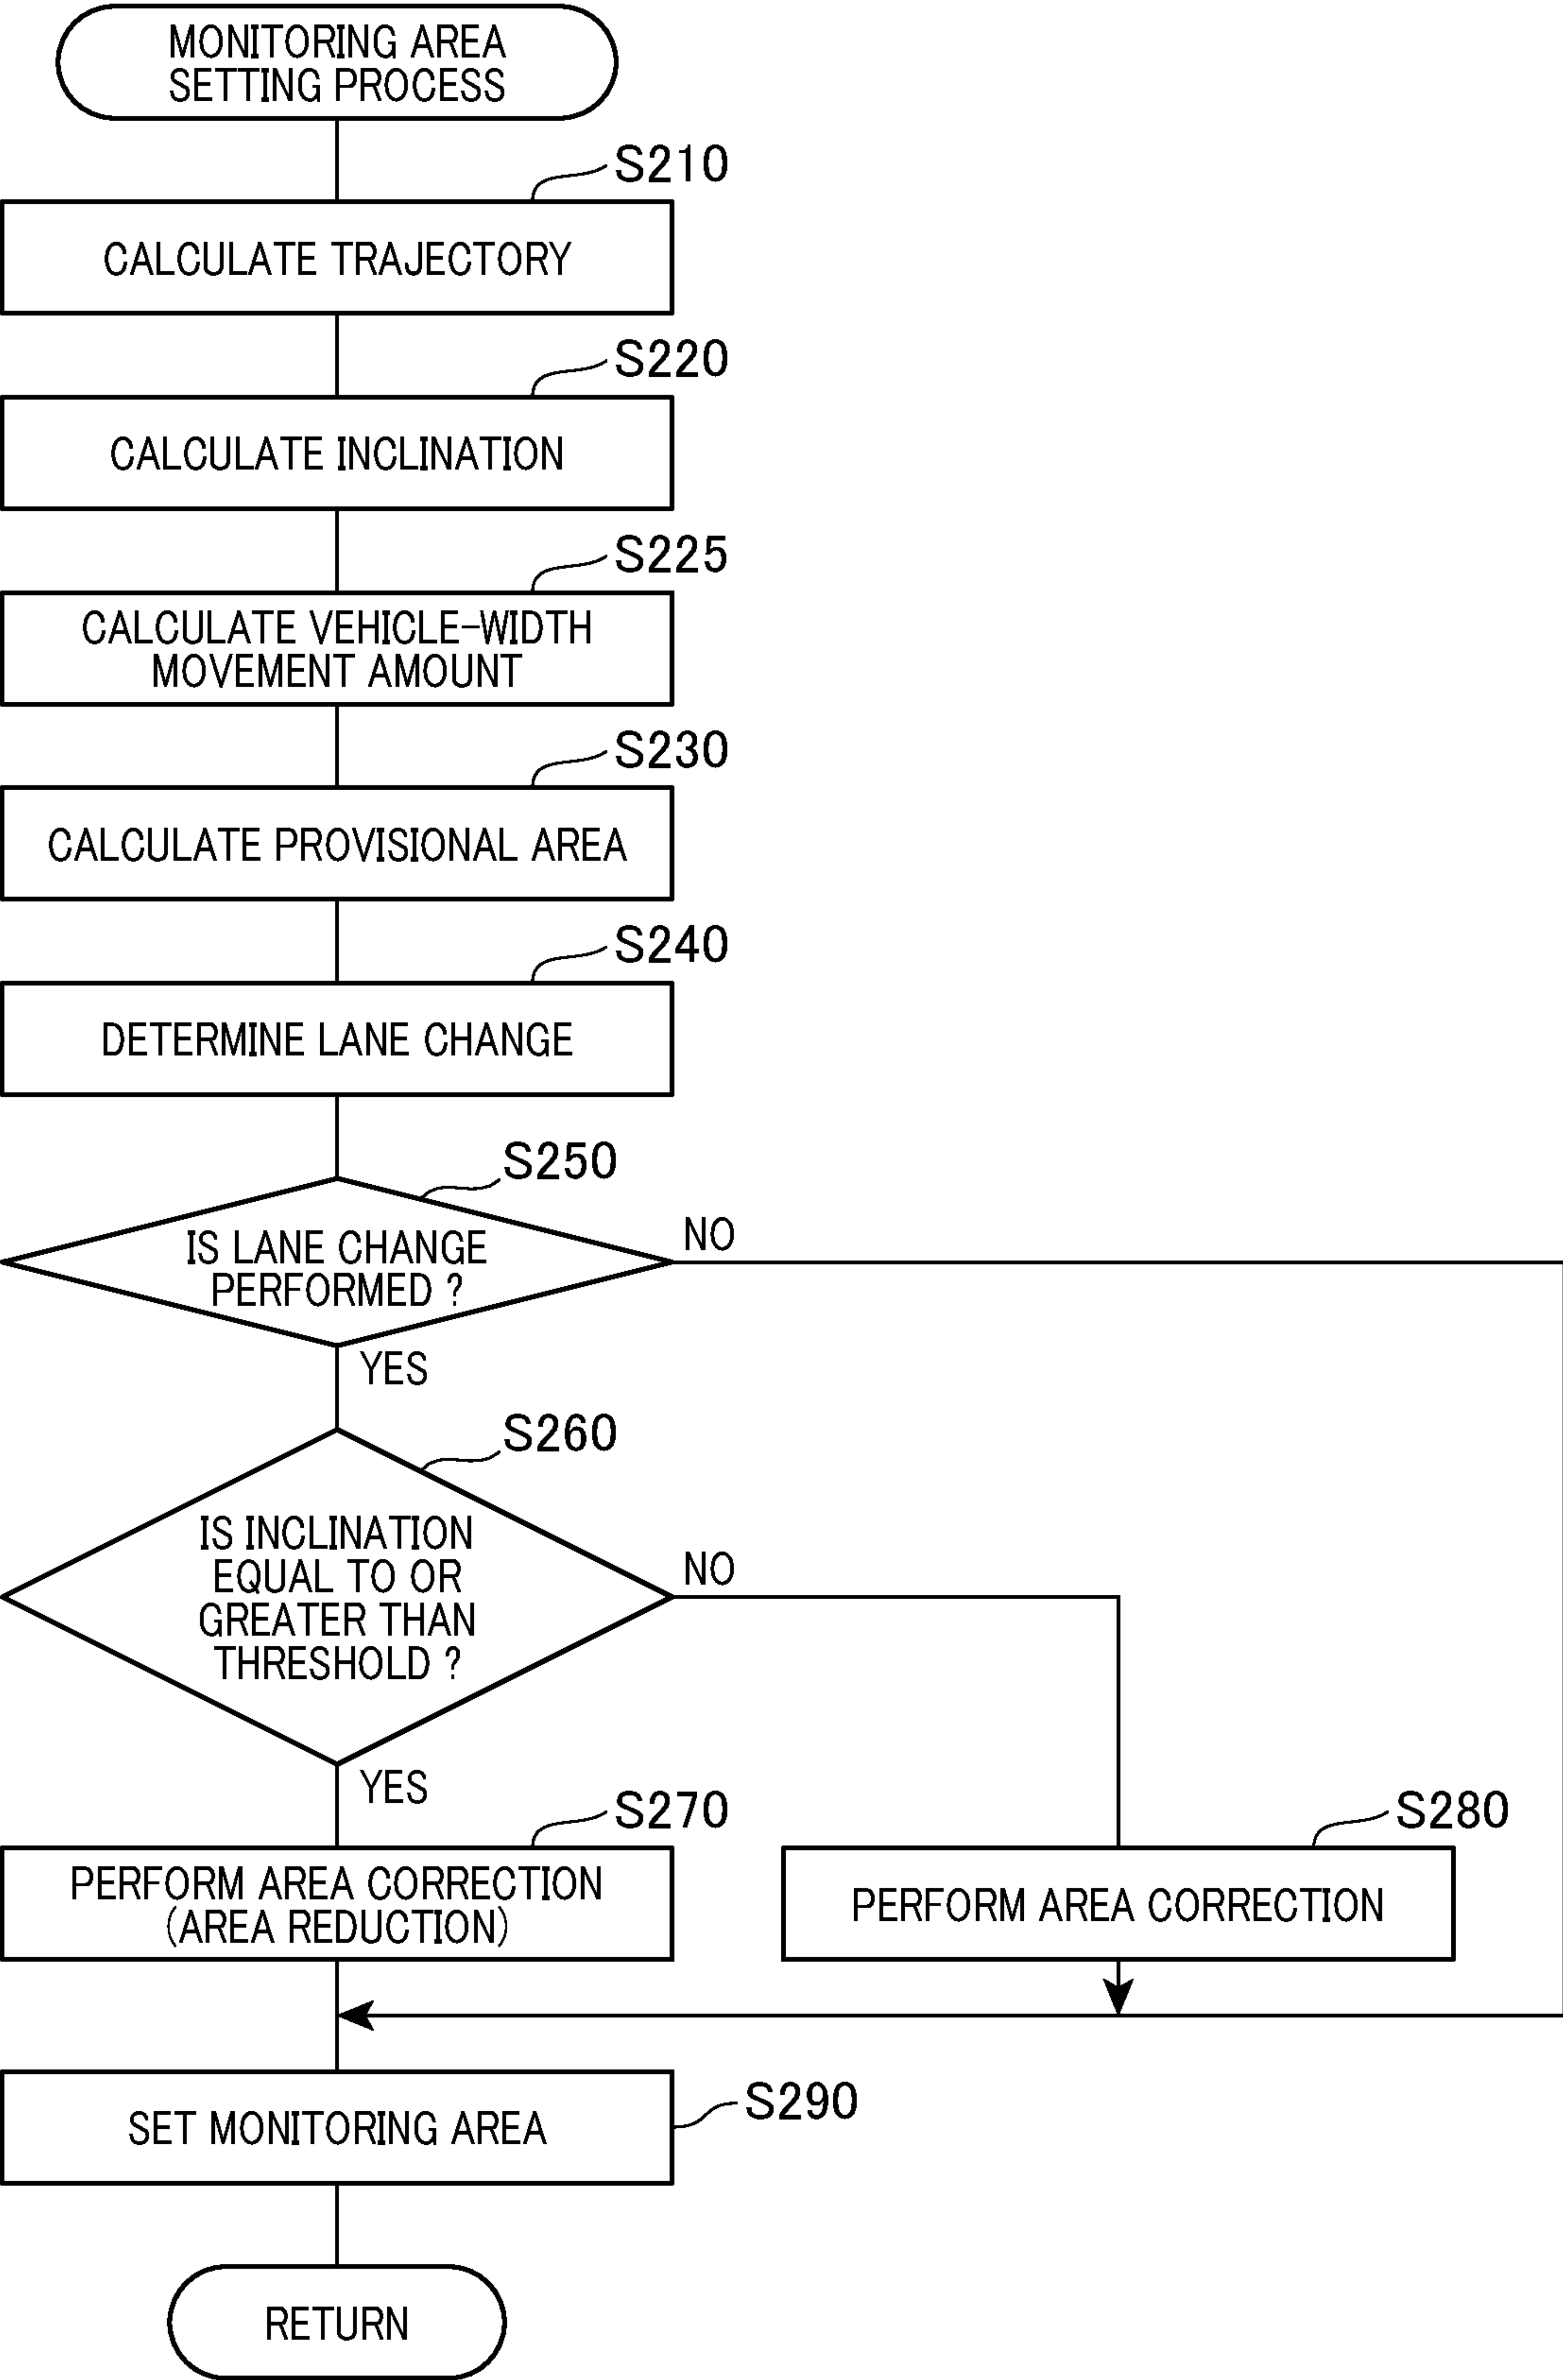 MONITORING AREA
SETTING PROCESS
S210
CALCULATE TRAJECTORY
S220
CALCULATE INCLINATION
S225
CALCULATE VEHICLE-WIDTH
MOVEMENT AMOUNT
S230
CALCULATE PROVISIONAL AREA
S240
DETERMINE LANE CHANGE
S250
IS LANE CHANGE
PERFORMED ?
NO
YES
S260
IS INCLINATION
EQUAL TO OR
GREATER THAN
THRESHOLD ?
NO
YES
S270
PERFORM AREA CORRECTION
(AREA REDUCTION)
S280
PERFORM AREA CORRECTION
SET MONITORING AREA
S290
RETURN